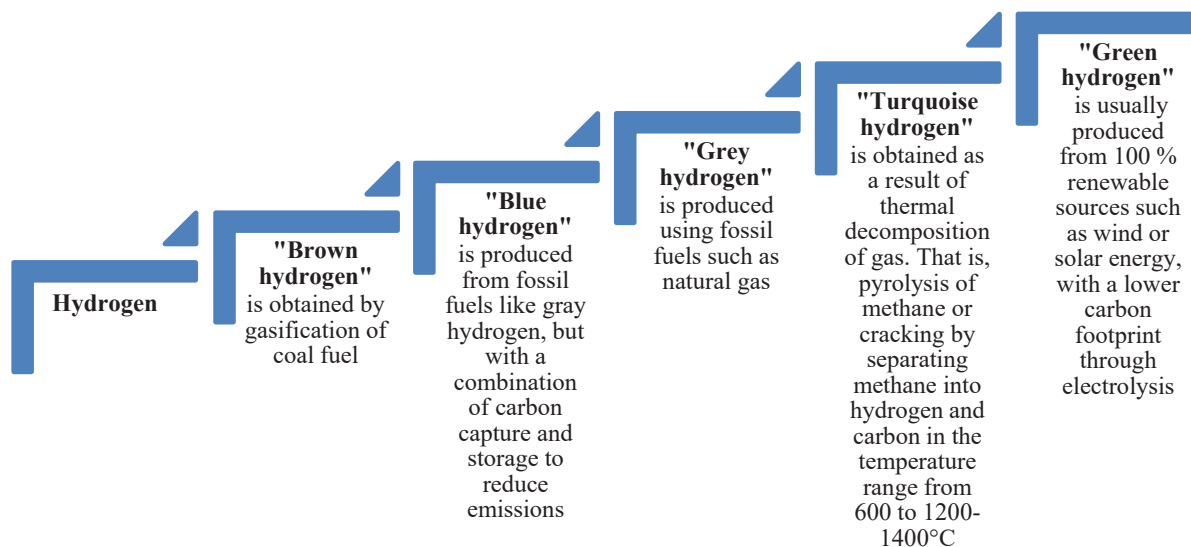 Hydrogen
"Brown
hydrogen"
is obtained by
gasification of
coal fuel
"Blue
hydrogen"
is produced
from fossil
fuels like gray
hydrogen, but
with a
combination
of carbon
capture and
storage to
reduce
emissions
"Grey
hydrogen"
is produced
using fossil
fuels such as
natural gas
"Turquoise
hydrogen"
is obtained as
a result of
thermal
decomposition
of gas. That is,
pyrolysis of
methane or
cracking by
separating
methane into
hydrogen and
carbon in the
temperature
range from
600 to 1200-
1400°C
"Green
hydrogen"
is usually
produced
from 100 %
renewable
sources such
as wind or
solar energy,
with a lower
carbon
footprint
through
electrolysis